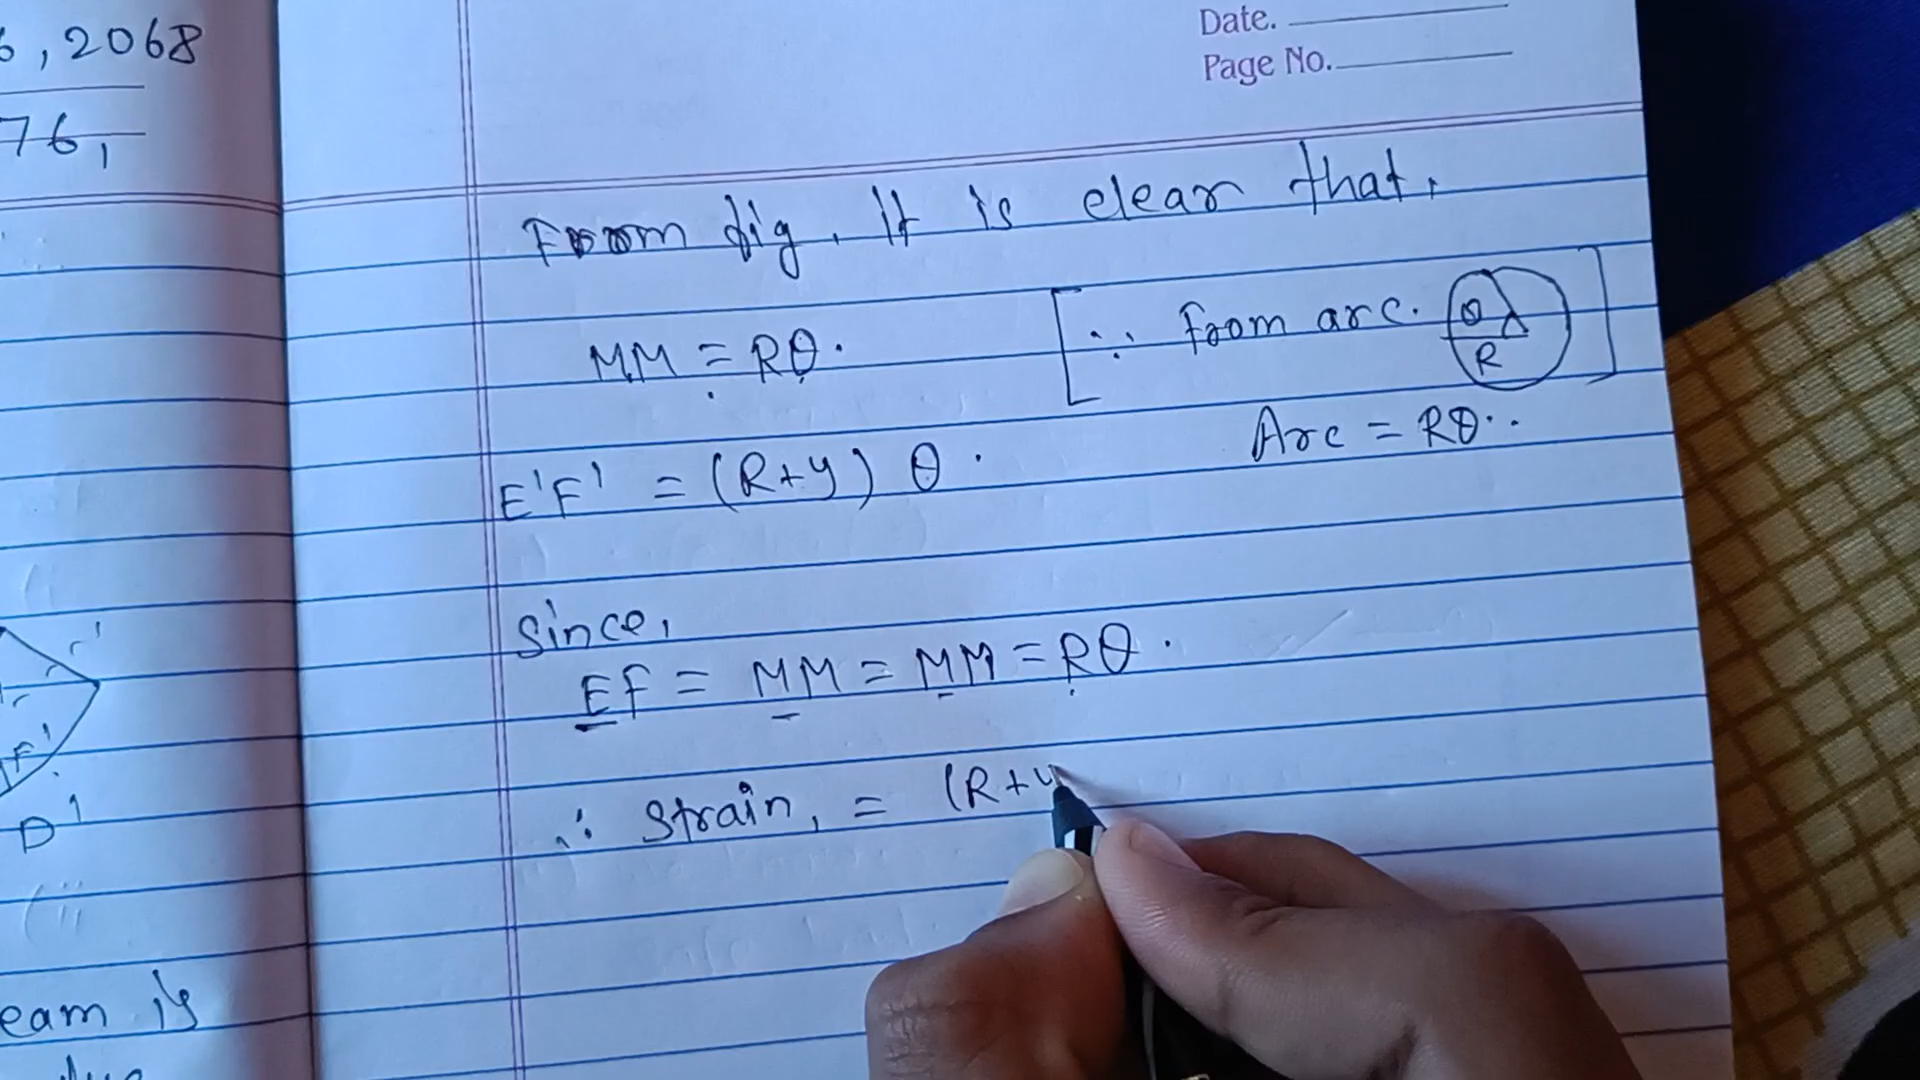 , 2068
76,
F'
D'
eam is
Date.
Page No.
From fig. it is clear that,
MM = Rθ. [∵ from arc. θ R]
Arc = Rθ..
E'F' = (R+y) θ.
Since,
EF = MM = MM = Rθ.
∴ Strain, = (R+y